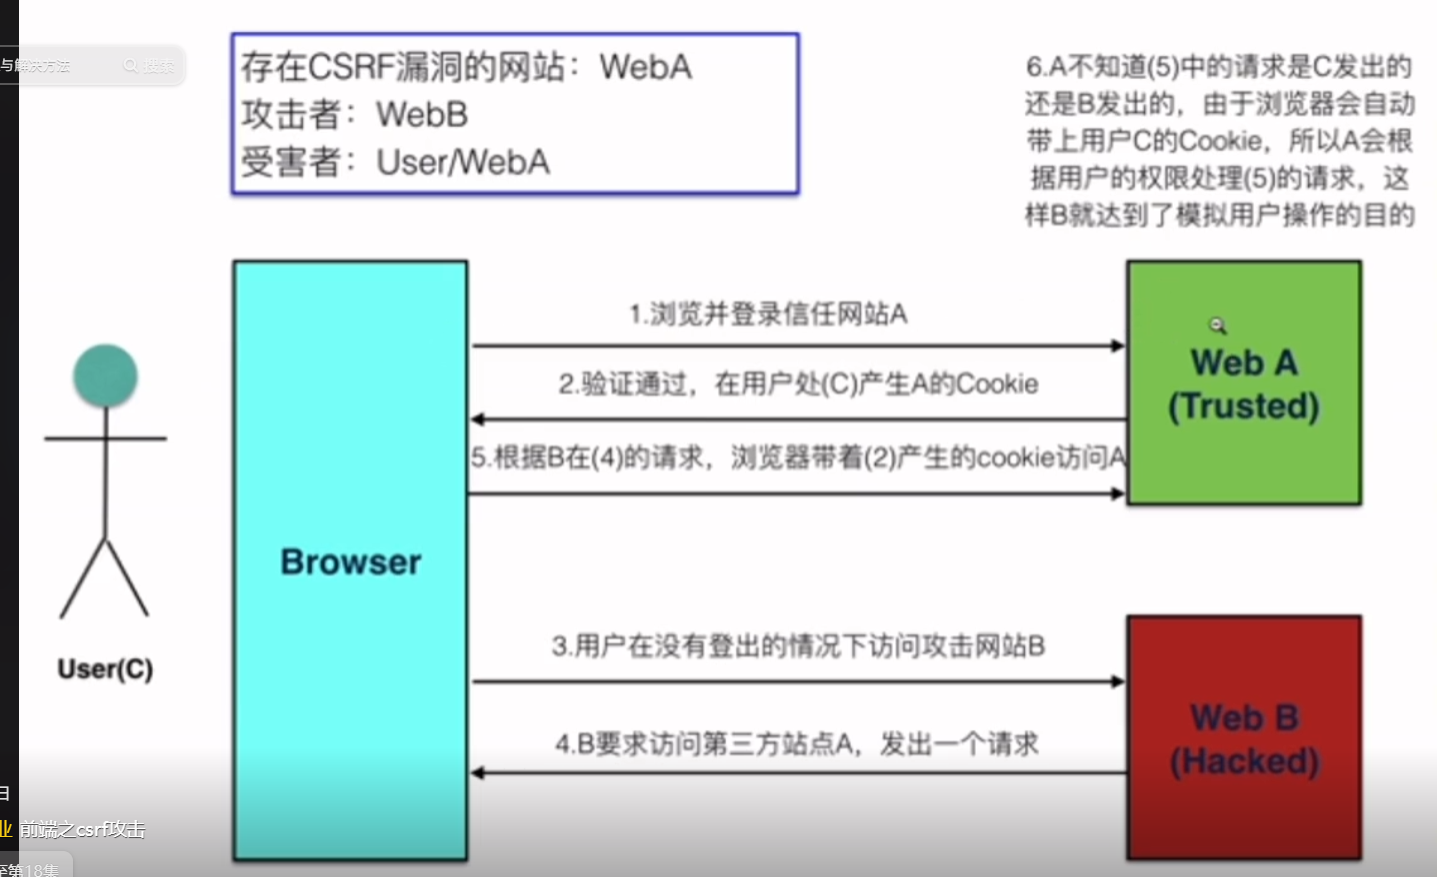 与解决方法
搜索
存在CSRF漏洞的网站：WebA
攻击者：WebB
受害者：User/WebA
6.A不知道(5)中的请求是C发出的
还是B发出的，由于浏览器会自动
带上用户C的Cookie，所以A会根
据用户的权限处理(5)的请求，这
样B就达到了模拟用户操作的目的
1.浏览并登录信任网站A
2.验证通过，在用户处(C)产生A的Cookie
5.根据B在(4)的请求，浏览器带着(2)产生的cookie访问A
Web A
(Trusted)
Browser
User(C)
3.用户在没有登出的情况下访问攻击网站B
4.B要求访问第三方站点A，发出一个请求
Web B
(Hacked)
日
业 前端之csrf攻击
至第18集